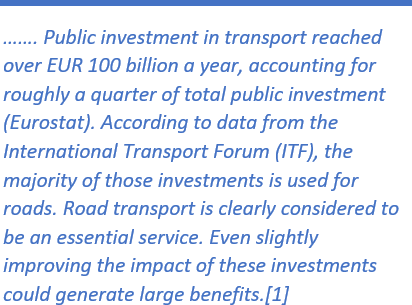 ....... Public investment in transport reached
over EUR 100 billion a year, accounting for
roughly a quarter of total public investment
(Eurostat). According to data from the
International Transport Forum (ITF), the
majority of those investments is used for
roads. Road transport is clearly considered to
be an essential service. Even slightly
improving the impact of these investments
could generate large benefits.[1]